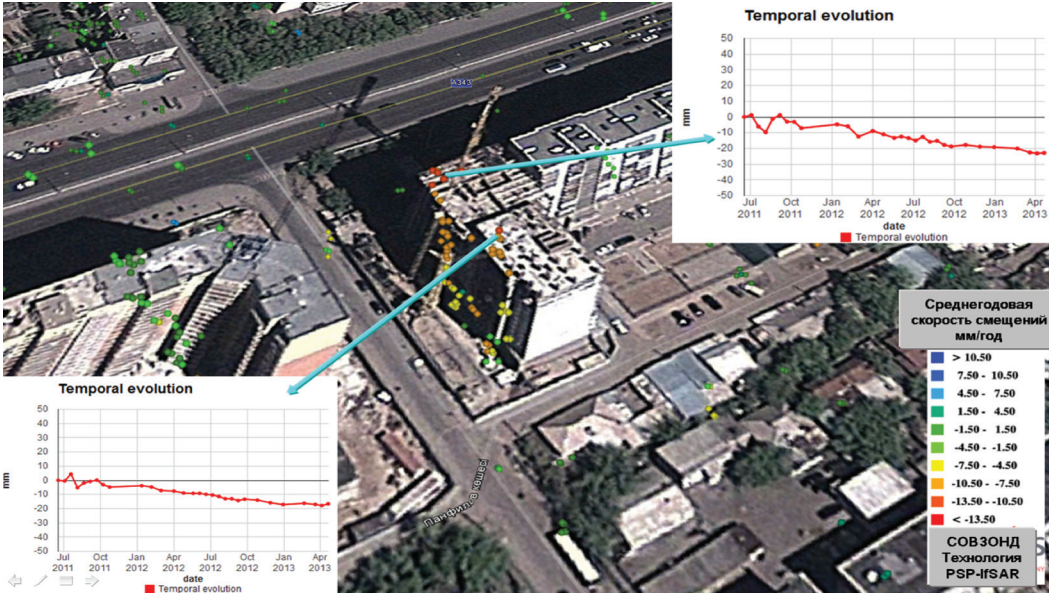 Temporal evolution
50
40
30
20
10
0
-10
-20
-30
-40
-50
mm
Jul Oct Jan Apr Jul Oct Jan Apr
2011 2011 2012 2012 2012 2012 2013 2013
date
Temporal evolution
A343
Среднегодовая
скорость смещений
мм/год
> 10.50
7.50 - 10.50
4.50 - 7.50
1.50 - 4.50
-1.50 - 1.50
-4.50 - -1.50
-7.50 - -4.50
-10.50 - -7.50
-13.50 - -10.50
< -13.50
СОВЗОНД
Технология
PSP-IfSAR
Temporal evolution
50
40
30
20
10
0
-10
-20
-30
-40
-50
mm
Jul Oct Jan Apr Jul Oct Jan Apr
2011 2011 2012 2012 2012 2012 2013 2013
date
Temporal evolution